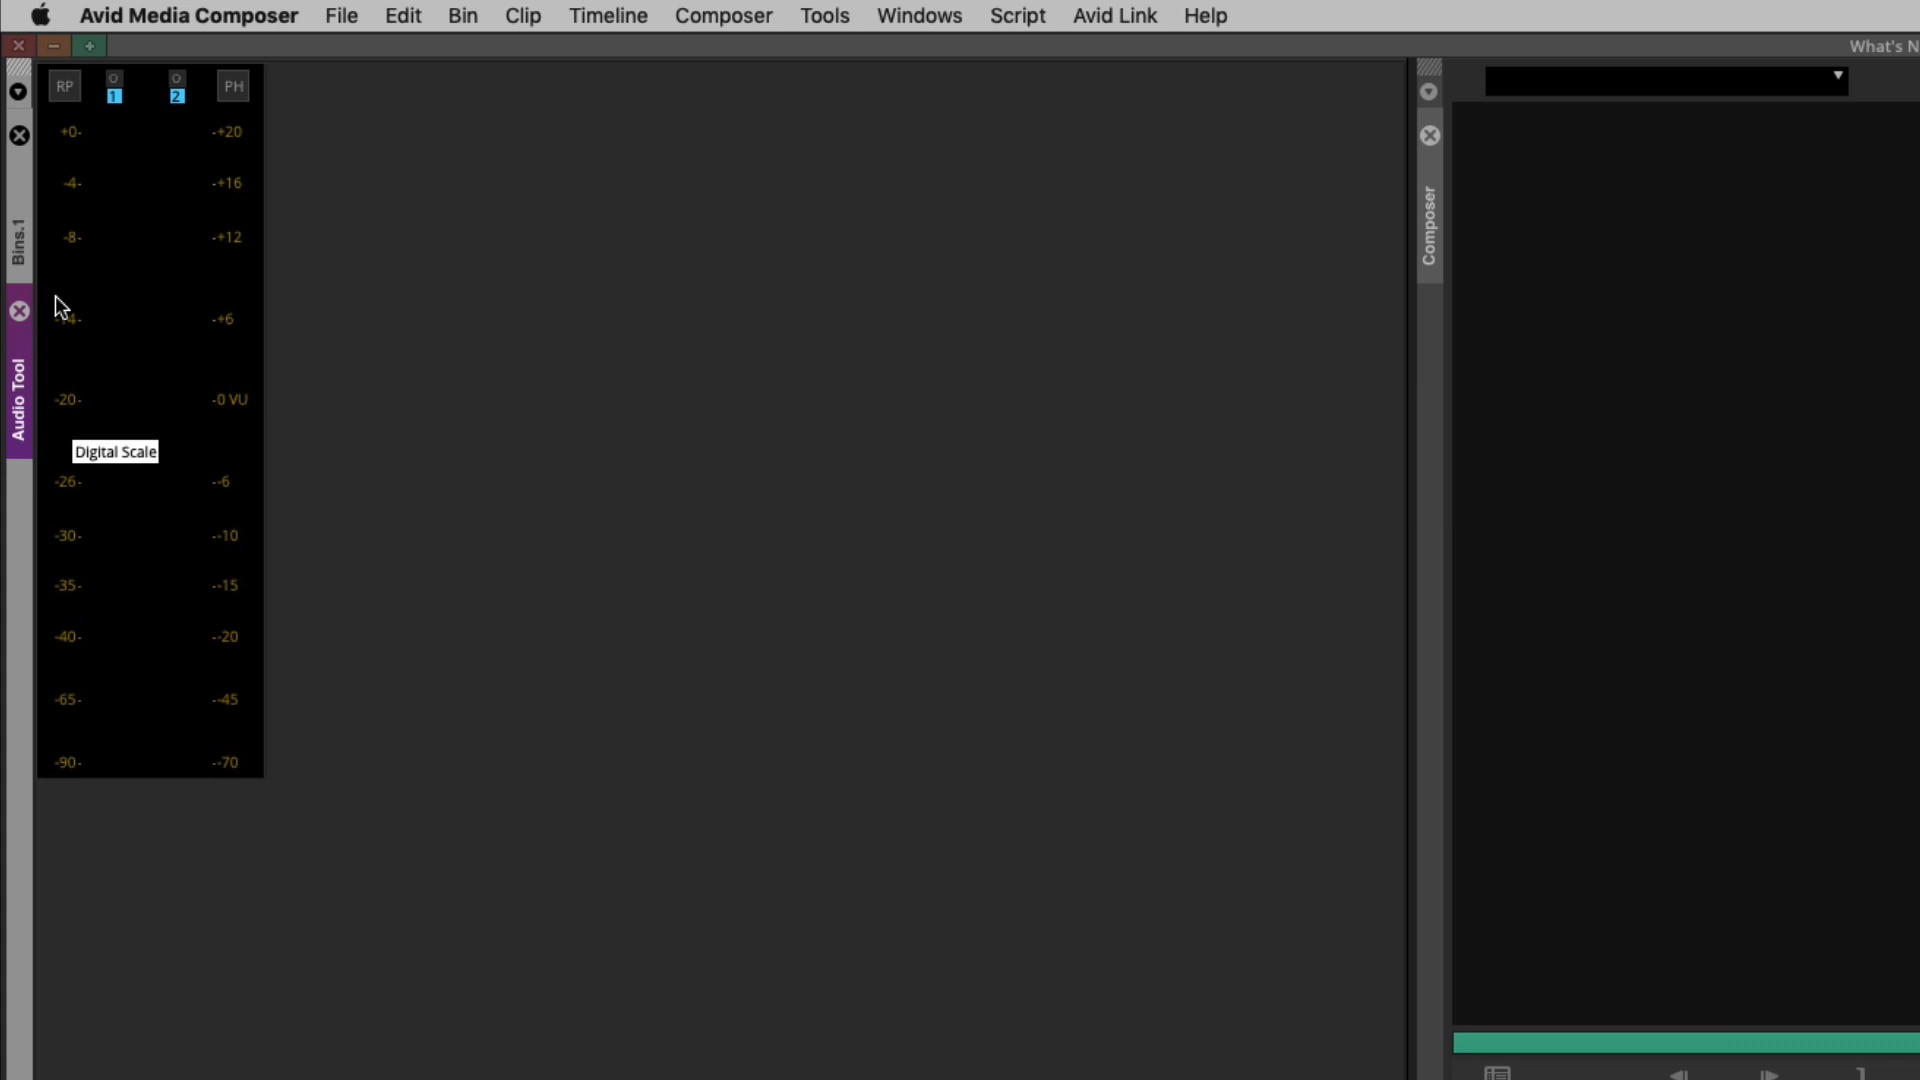 Avid Media Composer File Edit Bin Clip Timeline Composer Tools Windows Script Avid Link Help
What's N
RP O 1 O 2 PH
+0- -+20
-4- -+16
-8- -+12
-+6
-20- -0 VU
Digital Scale
-26- --6
-30- --10
-35- --15
-40- --20
-65- --45
-90- --70
Bins.1
Audio Tool
Composer